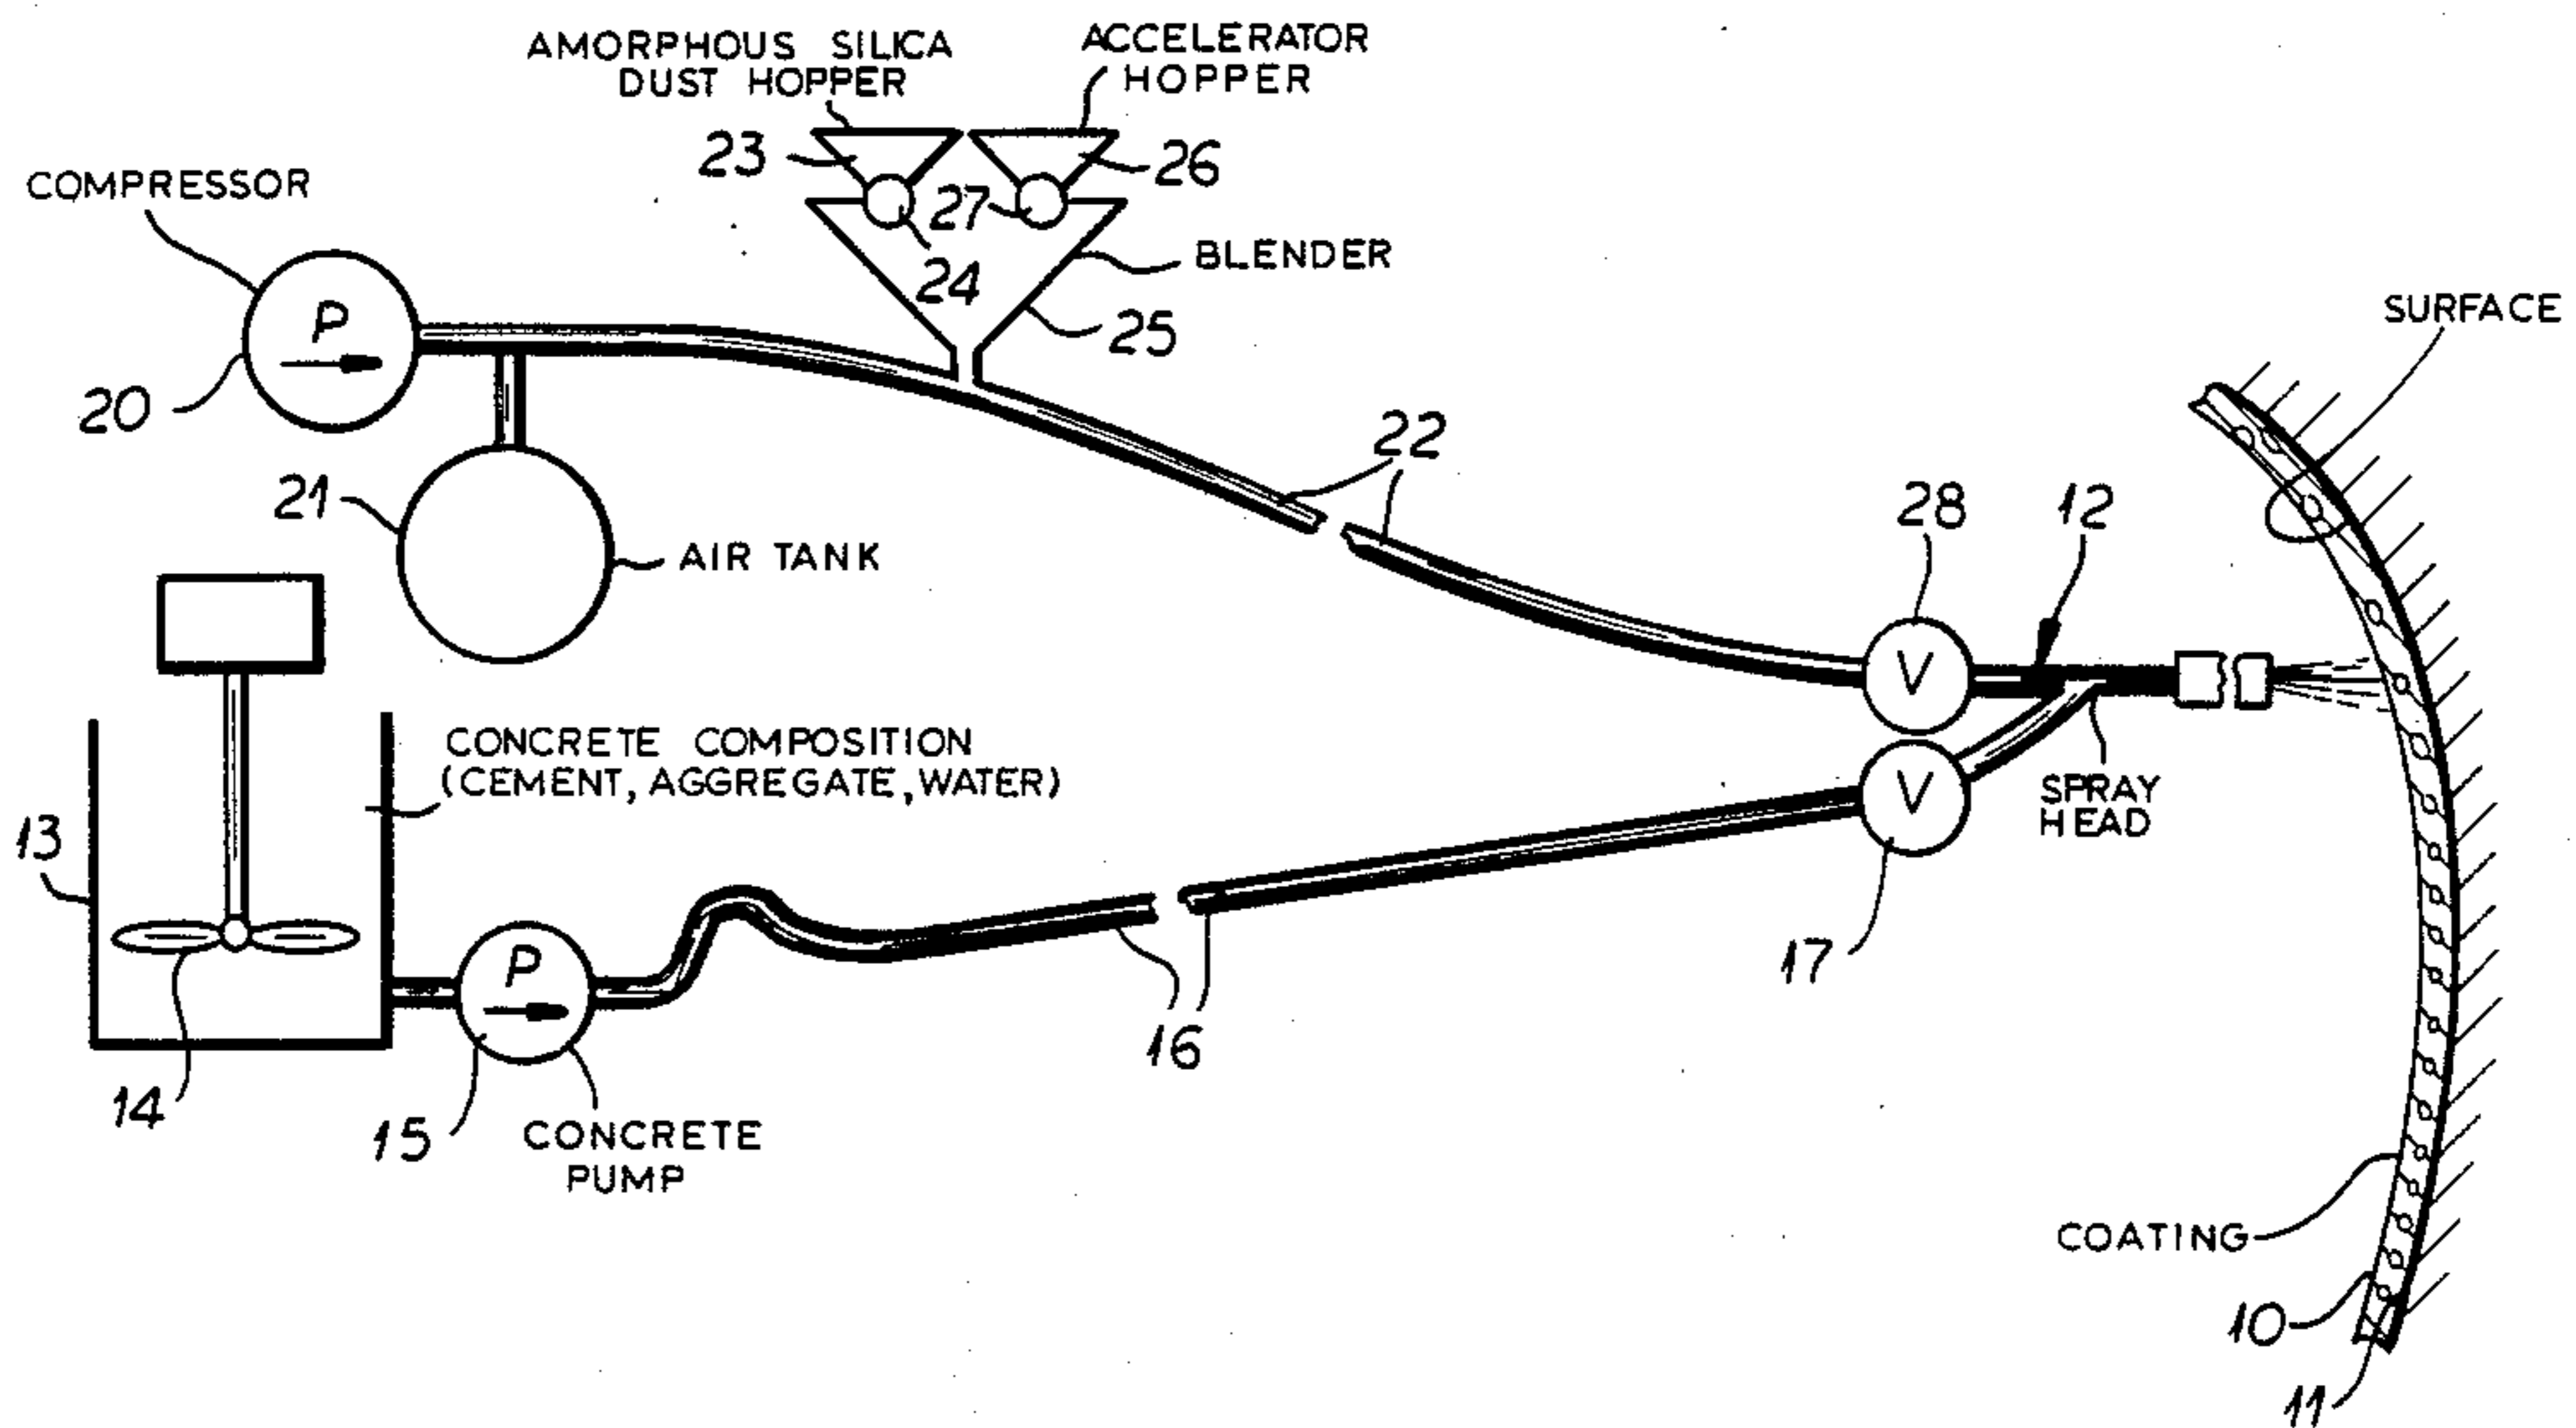 AMORPHOUS SILICA
DUST HOPPER
ACCELERATOR
HOPPER
23
26
COMPRESSOR
27
24
BLENDER
25
P
20
SURFACE
22
21
AIR TANK
28
12
V
CONCRETE COMPOSITION
(CEMENT, AGGREGATE, WATER)
V
SPRAY
HEAD
13
17
P
16
14
15
CONCRETE
PUMP
COATING
10
11